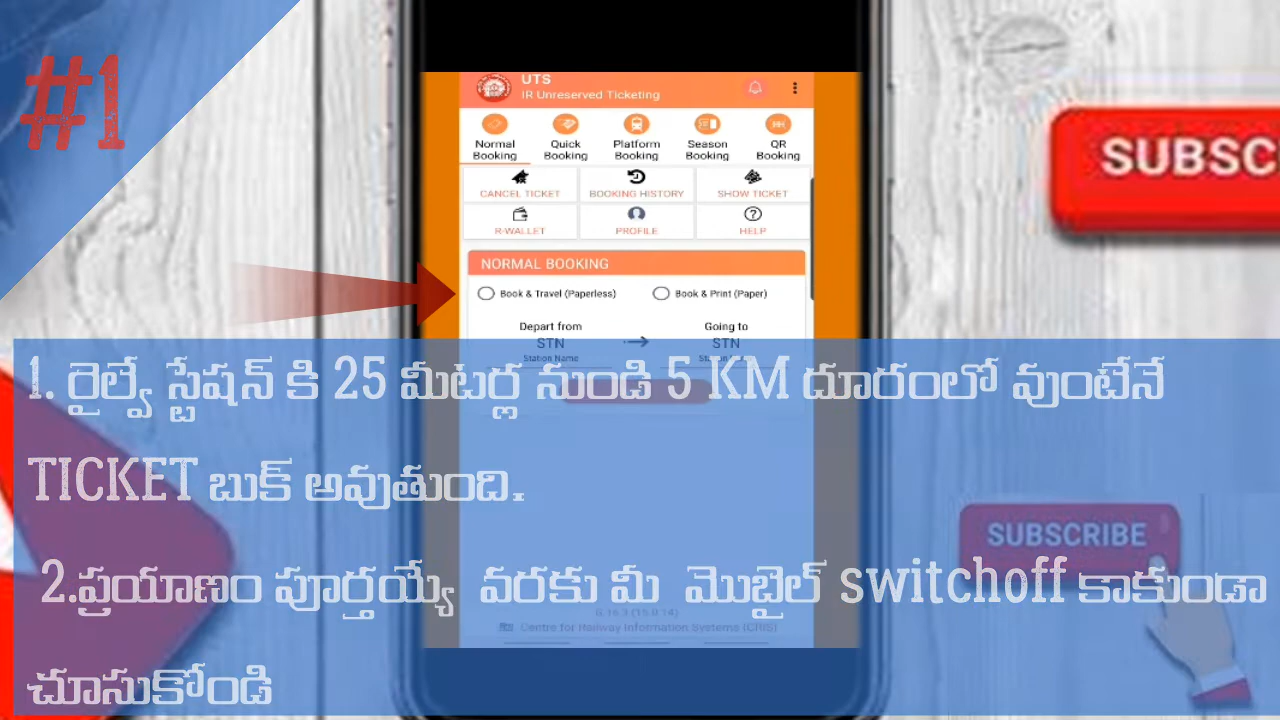 #1
UTS
IR Unreserved Ticketing
Normal Booking
Quick Booking
Platform Booking
Season Booking
QR Booking
CANCEL TICKET
BOOKING HISTORY
SHOW TICKET
R-WALLET
PROFILE
HELP
NORMAL BOOKING
Book & Travel (Paperless)
Book & Print (Paper)
Depart from
Going to
STN
STN
Station Name
SUBSC
1. రైల్వే స్టేషన్ కి 25 మీటర్ల నుండి 5 KM దూరంలో వుంటేనే
TICKET బుక్ అవుతుంది.
SUBSCRIBE
2.ప్రయాణం పూర్తయ్యే వరకు మీ మొబైల్ switchoff కాకుండా
Centre for Railway Information Systems (CRIS)
చూసుకోండి